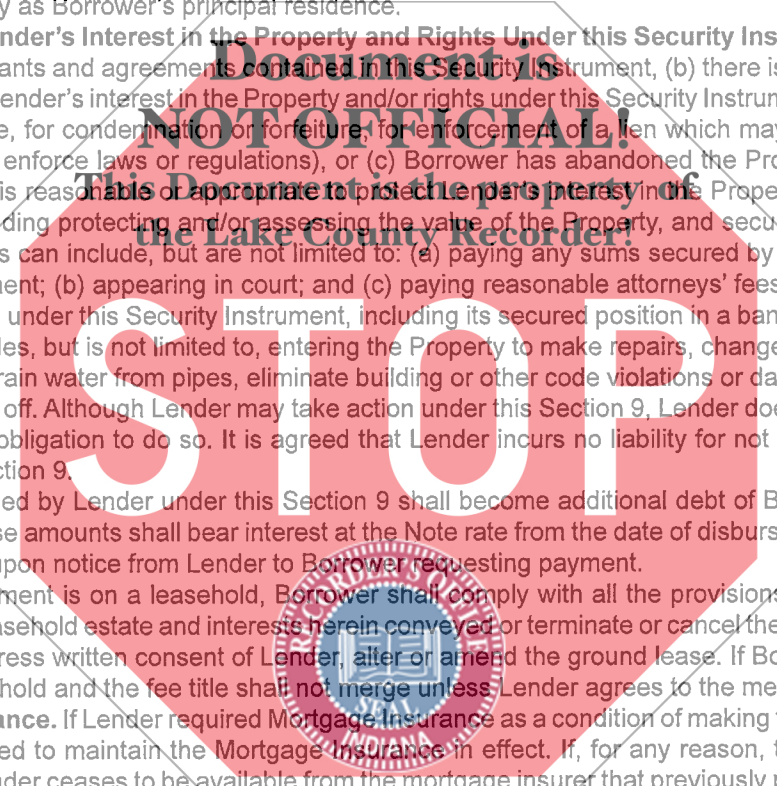 y as Borrower's principal residence.
nder's Interest in the Property and Rights Under this Security Ins
Document is
ants and agreements contained in this Security Instrument, (b) there is
ender's interest in the Property and/or rights under this Security Instrun
NOT OFFICIAL!
e, for condemnation or forfeiture, for enforcement of a lien which may
enforce laws or regulations), or (c) Borrower has abandoned the Pro
This Document is the property of
is reasonable or appropriate to protect Lender's interest in the Prope
ding protecting and/or assessing the value of the Property, and secu
the Lake County Recorder!
s can include, but are not limited to: (a) paying any sums secured by
ent; (b) appearing in court; and (c) paying reasonable attorneys' fees
under this Security Instrument, including its secured position in a ban
les, but is not limited to, entering the Property to make repairs, change
rain water from pipes, eliminate building or other code violations or da
off. Although Lender may take action under this Section 9, Lender doe
STOP
obligation to do so. It is agreed that Lender incurs no liability for not
ction 9.
ed by Lender under this Section 9 shall become additional debt of B
se amounts shall bear interest at the Note rate from the date of disburs
upon notice from Lender to Borrower requesting payment.
ment is on a leasehold, Borrower shall comply with all the provisions
asehold estate and interests herein conveyed or terminate or cancel the
ress written consent of Lender, alter or amend the ground lease. If Bo
hold and the fee title shall not merge unless Lender agrees to the me
RECORDER'S OFFICE
SEAL
INDIANA
ance. If Lender required Mortgage Insurance as a condition of making
ed to maintain the Mortgage Insurance in effect. If, for any reason, t
der ceases to be available from the mortgage insurer that previously